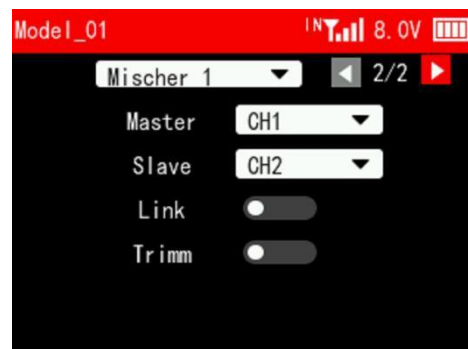 Model_01 IN 8.0V
Mischer 1 2/2
Master CH1
Slave CH2
Link
Trimm